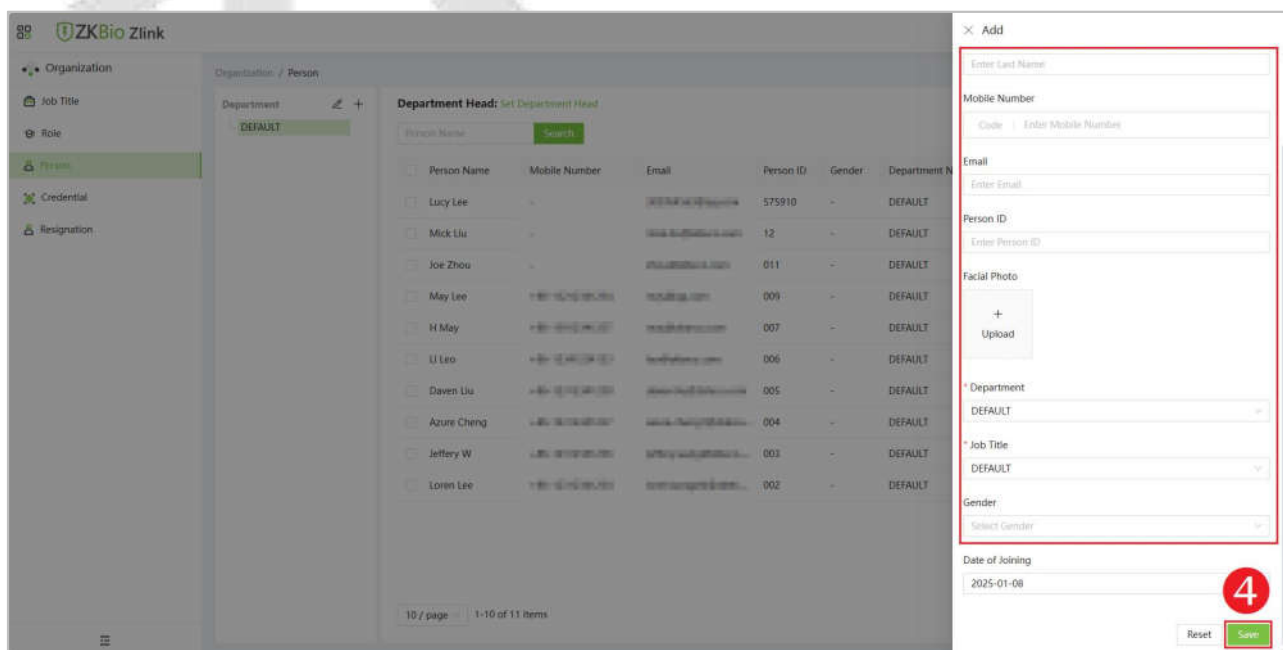 ZKBio Zlink
Organization
Job Title
Role
Person
Credential
Resignation
Organization / Person
Department
DEFAULT
Department Head: Set Department Head
Person Name
Search
Person Name Mobile Number Email Person ID Gender Department N
Lucy Lee - 575910 - DEFAULT
Mick Liu - 12 - DEFAULT
Joe Zhou - 011 - DEFAULT
May Lee 009 - DEFAULT
H May 007 - DEFAULT
Li Leo 006 - DEFAULT
Daven Liu 005 - DEFAULT
Azure Cheng 004 - DEFAULT
Jeffery W 003 - DEFAULT
Loren Lee 002 - DEFAULT
10 / page 1-10 of 11 items
Add
Enter Last Name
Mobile Number
Code Enter Mobile Number
Email
Enter Email
Person ID
Enter Person ID
Facial Photo
+
Upload
* Department
DEFAULT
* Job Title
DEFAULT
Gender
Select Gender
Date of Joining
2025-01-08
4
Reset Save